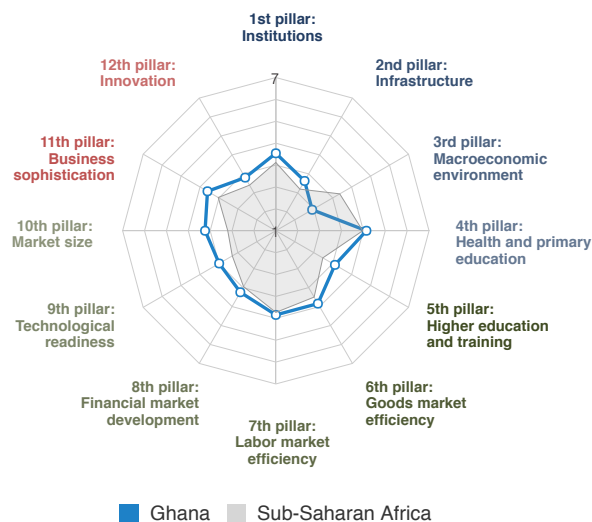 1st pillar:
Institutions
2nd pillar:
Infrastructure
3rd pillar:
Macroeconomic
environment
4th pillar:
Health and primary
education
5th pillar:
Higher education
and training
6th pillar:
Goods market
efficiency
7th pillar:
Labor market
efficiency
8th pillar:
Financial market
development
9th pillar:
Technological
readiness
10th pillar:
Market size
11th pillar:
Business
sophistication
12th pillar:
Innovation
7
1
Ghana
Sub-Saharan Africa